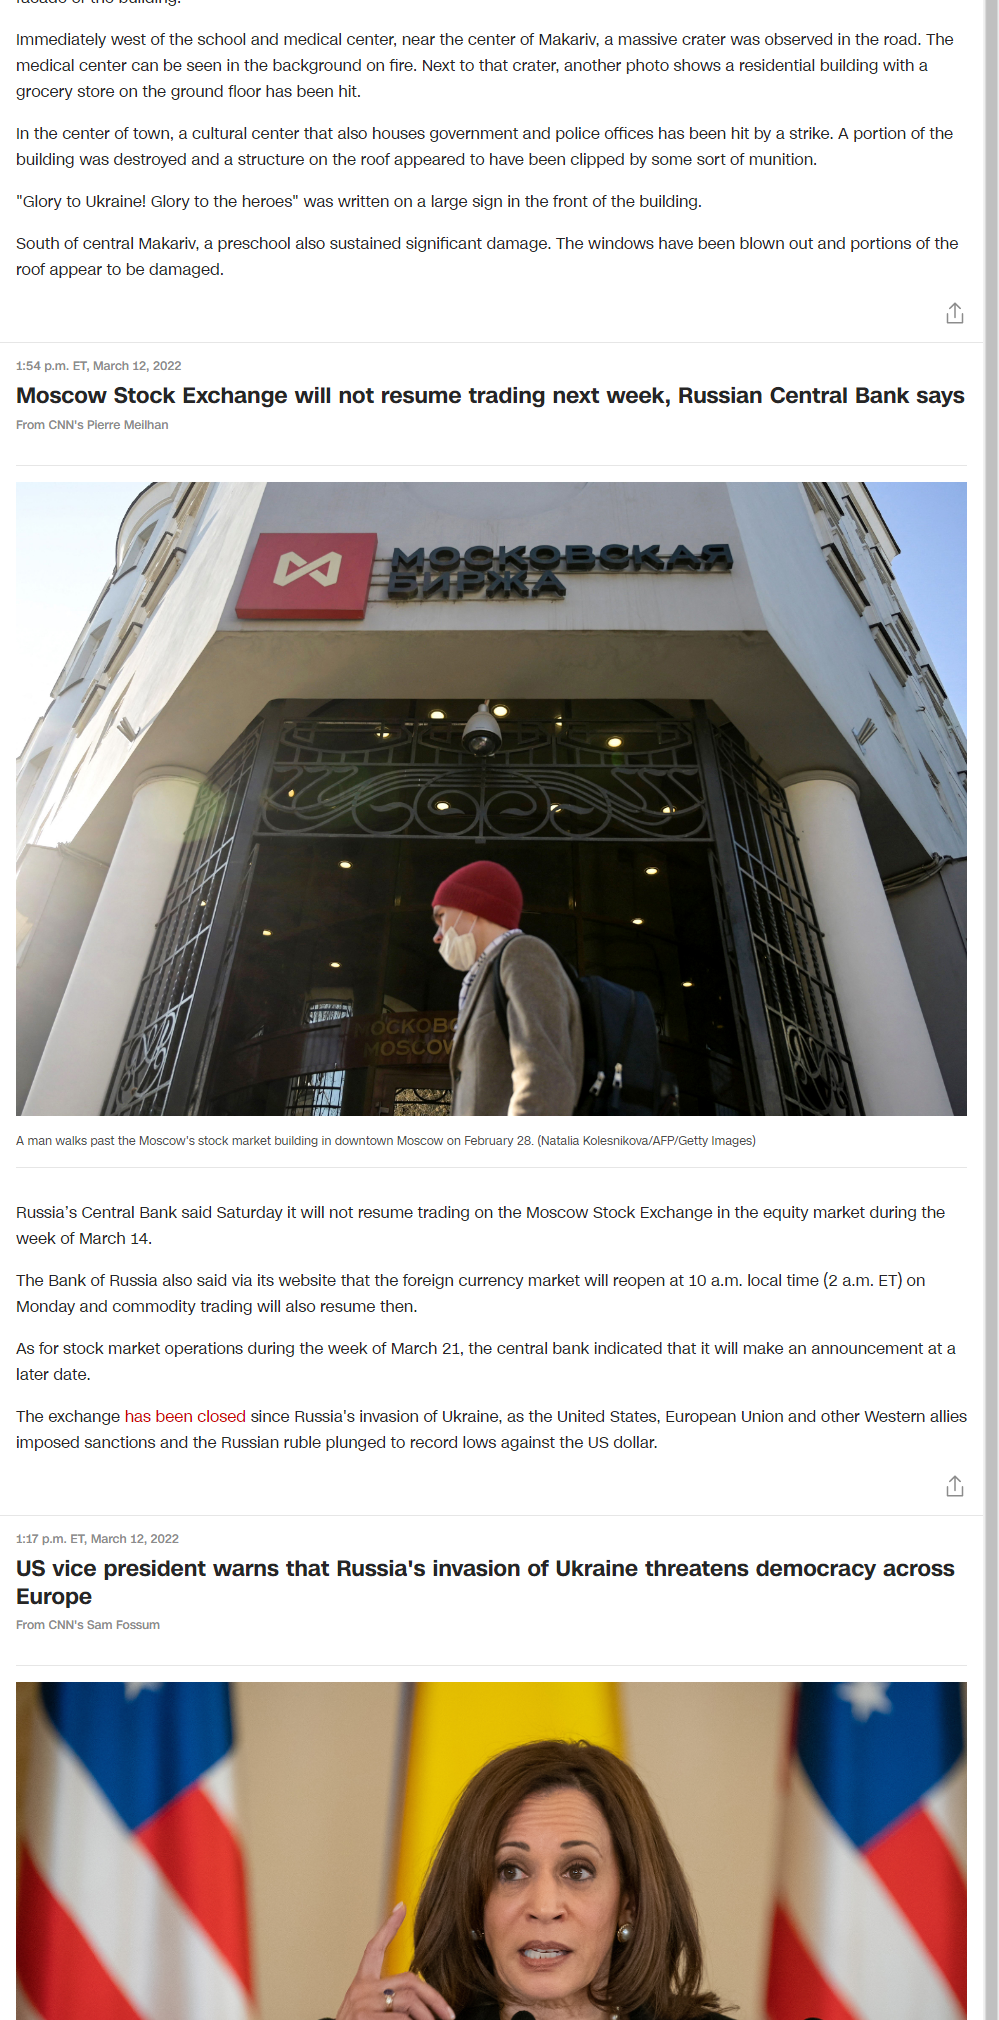 Immediately west of the school and medical center, near the center of Makariv, a massive crater was observed in the road. The
medical center can be seen in the background on fire. Next to that crater, another photo shows a residential building with a
grocery store on the ground floor has been hit.
In the center of town, a cultural center that also houses government and police offices has been hit by a strike. A portion of the
building was destroyed and a structure on the roof appeared to have been clipped by some sort of munition.
"Glory to Ukraine! Glory to the heroes" was written on a large sign in the front of the building.
South of central Makariv, a preschool also sustained significant damage. The windows have been blown out and portions of the
roof appear to be damaged.
1:54 p.m. ET, March 12, 2022
Moscow Stock Exchange will not resume trading next week, Russian Central Bank says
From CNN's Pierre Meilhan
МОСКОВСКАЯ
БИРЖА
МОСКОВС
MOSCOW
A man walks past the Moscow's stock market building in downtown Moscow on February 28. (Natalia Kolesnikova/AFP/Getty Images)
Russia's Central Bank said Saturday it will not resume trading on the Moscow Stock Exchange in the equity market during the
week of March 14.
The Bank of Russia also said via its website that the foreign currency market will reopen at 10 a.m. local time (2 a.m. ET) on
Monday and commodity trading will also resume then.
As for stock market operations during the week of March 21, the central bank indicated that it will make an announcement at a
later date.
The exchange has been closed since Russia's invasion of Ukraine, as the United States, European Union and other Western allies
imposed sanctions and the Russian ruble plunged to record lows against the US dollar.
1:17 p.m. ET, March 12, 2022
US vice president warns that Russia's invasion of Ukraine threatens democracy across
Europe
From CNN's Sam Fossum